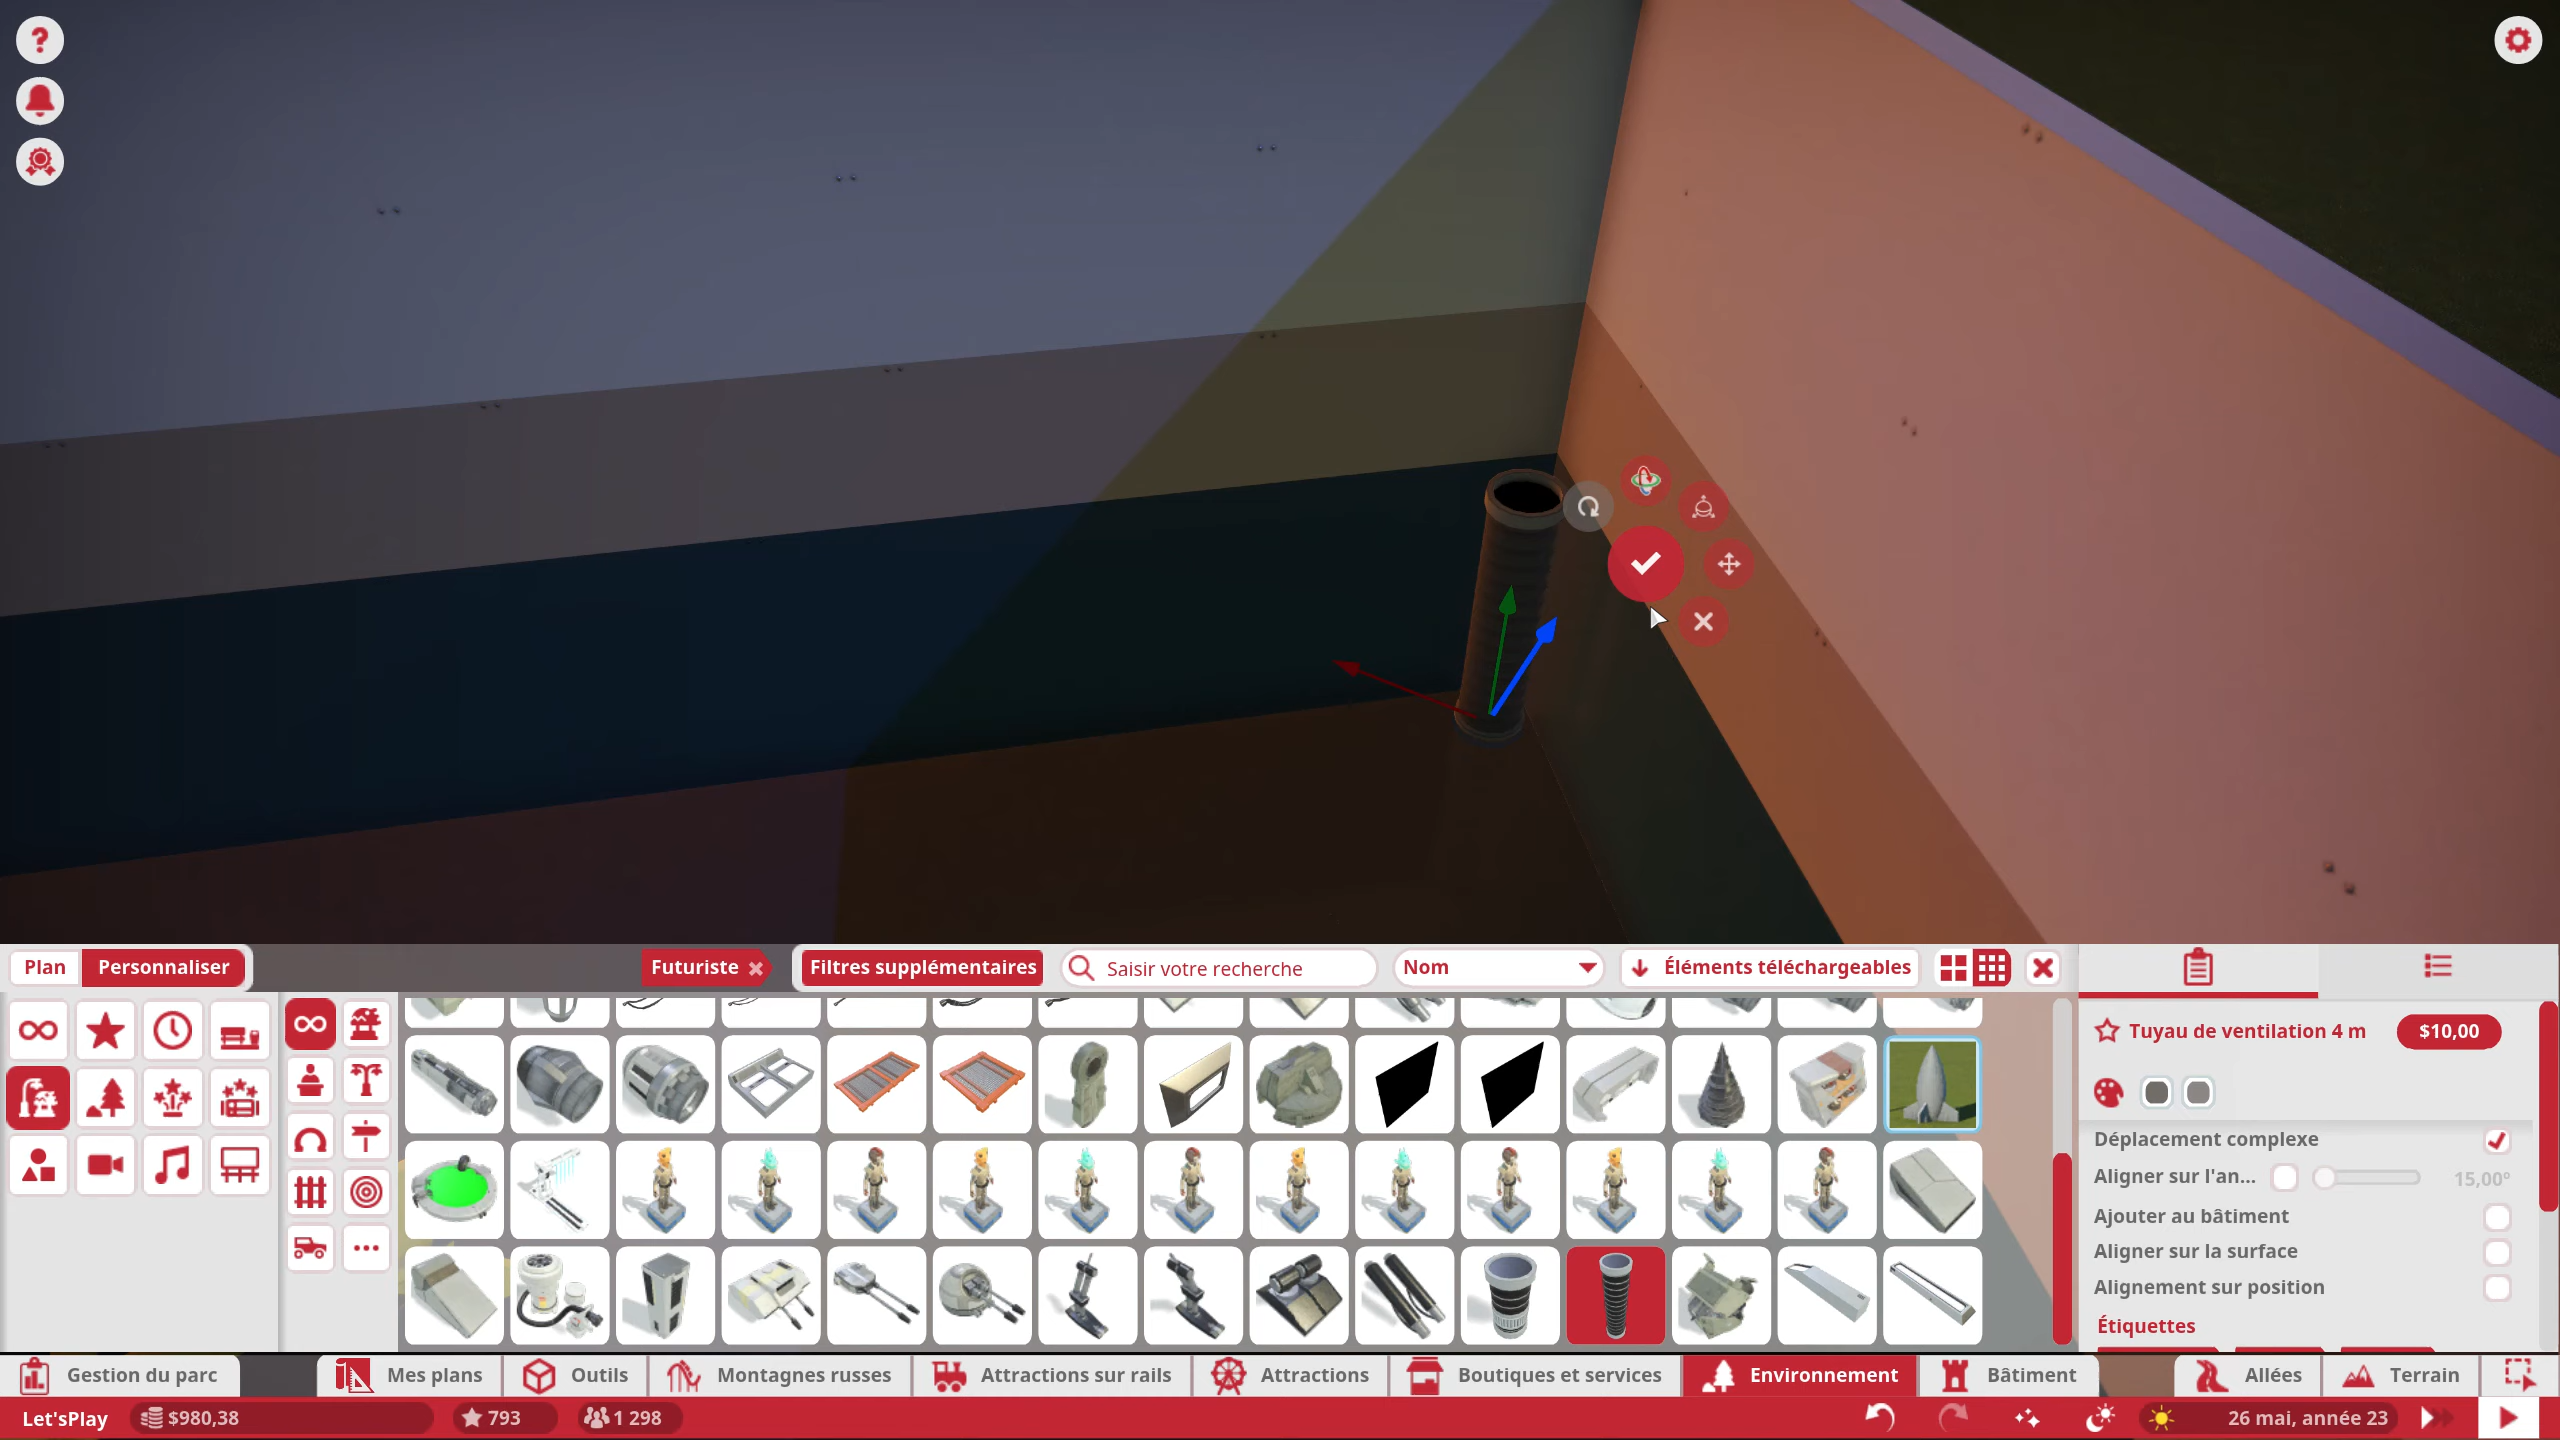 Plan
Personnaliser
Futuriste
Filtres supplémentaires
Saisir votre recherche
Nom
Éléments téléchargeables
Tuyau de ventilation 4 m
$10,00
Déplacement complexe
Aligner sur l'an...
15,00°
Ajouter au bâtiment
Aligner sur la surface
Alignement sur position
Étiquettes
Gestion du parc
Mes plans
Outils
Montagnes russes
Attractions sur rails
Attractions
Boutiques et services
Environnement
Bâtiment
Allées
Terrain
Let'sPlay
$980,38
793
1 298
26 mai, année 23